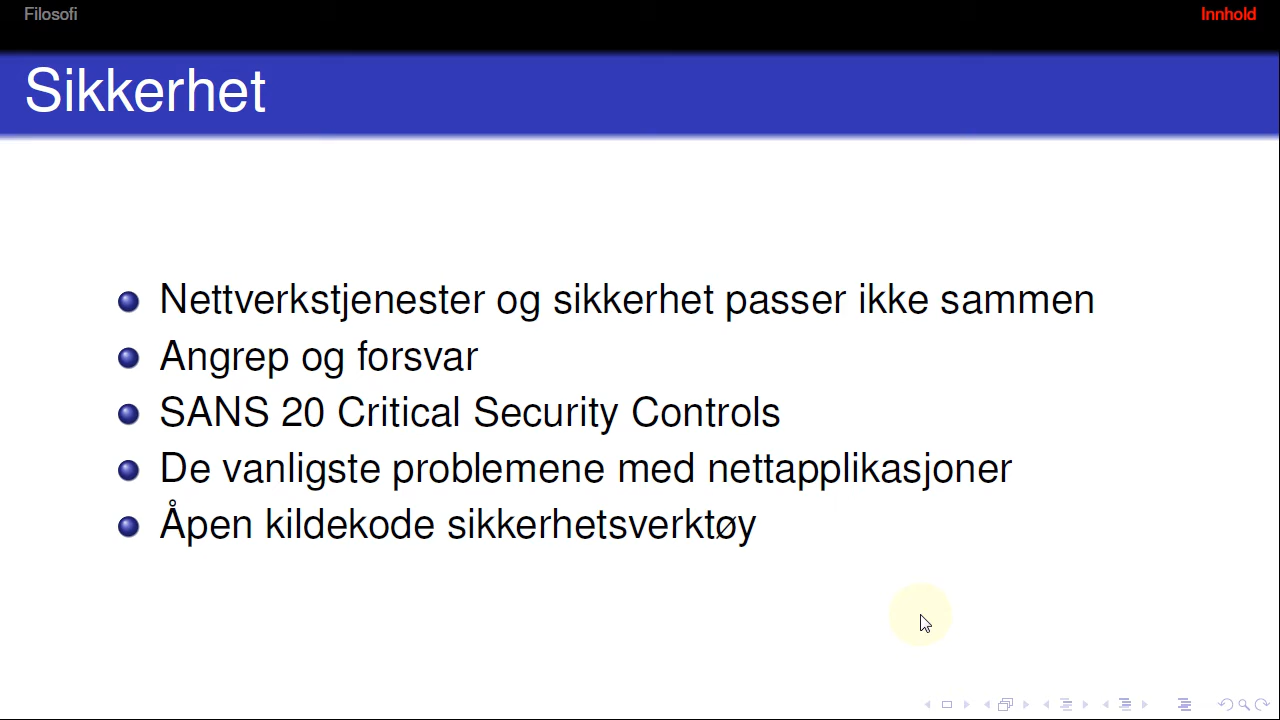 Filosofi
Innhold
Sikkerhet
Nettverkstjenester og sikkerhet passer ikke sammen
Angrep og forsvar
SANS 20 Critical Security Controls
De vanligste problemene med nettapplikasjoner
Åpen kildekode sikkerhetsverktøy